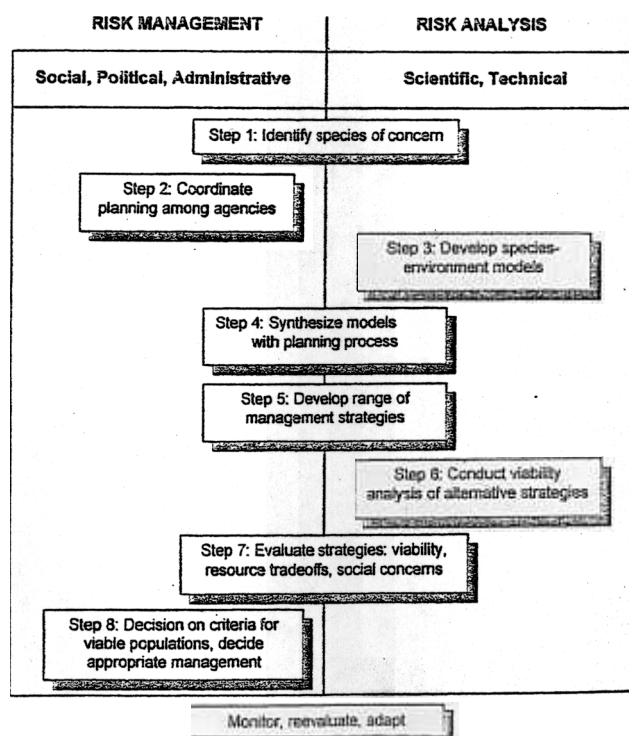 RISK MANAGEMENT
RISK ANALYSIS
Social, Political, Administrative
Scientific, Technical
Step 1: Identify species of concern
Step 2: Coordinate
planning among agencies
Step 3: Develop species-
environment models
Step 4: Synthesize models
with planning process
Step 5: Develop range of
management strategies
Step 6: Conduct viability
analysis of alternative strategies
Step 7: Evaluate strategies: viability,
resource tradeoffs, social concerns
Step 8: Decision on criteria for
viable populations, decide
appropriate management
Monitor, reevaluate, adapt